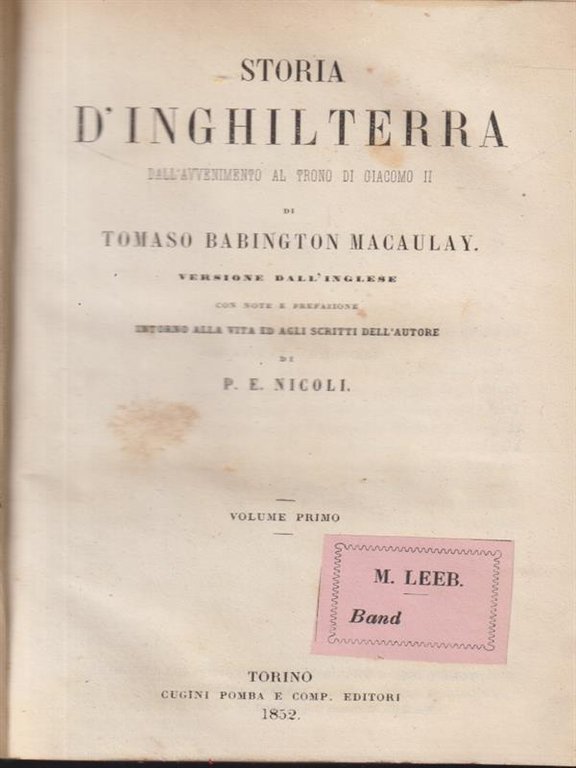 STORIA
D'INGHILTERRA
DALL'AVVENIMENTO AL TRONO DI GIACOMO II
DI
TOMASO BABINGTON MACAULAY.
VERSIONE DALL'INGLESE
CON NOTE E PREFAZIONE
INTORNO ALLA VITA ED AGLI SCRITTI DELL'AUTORE
DI
P. E. NICOLI.
VOLUME PRIMO
M. LEEB.
Band
TORINO
CUGINI POMBA E COMP. EDITORI
1852.